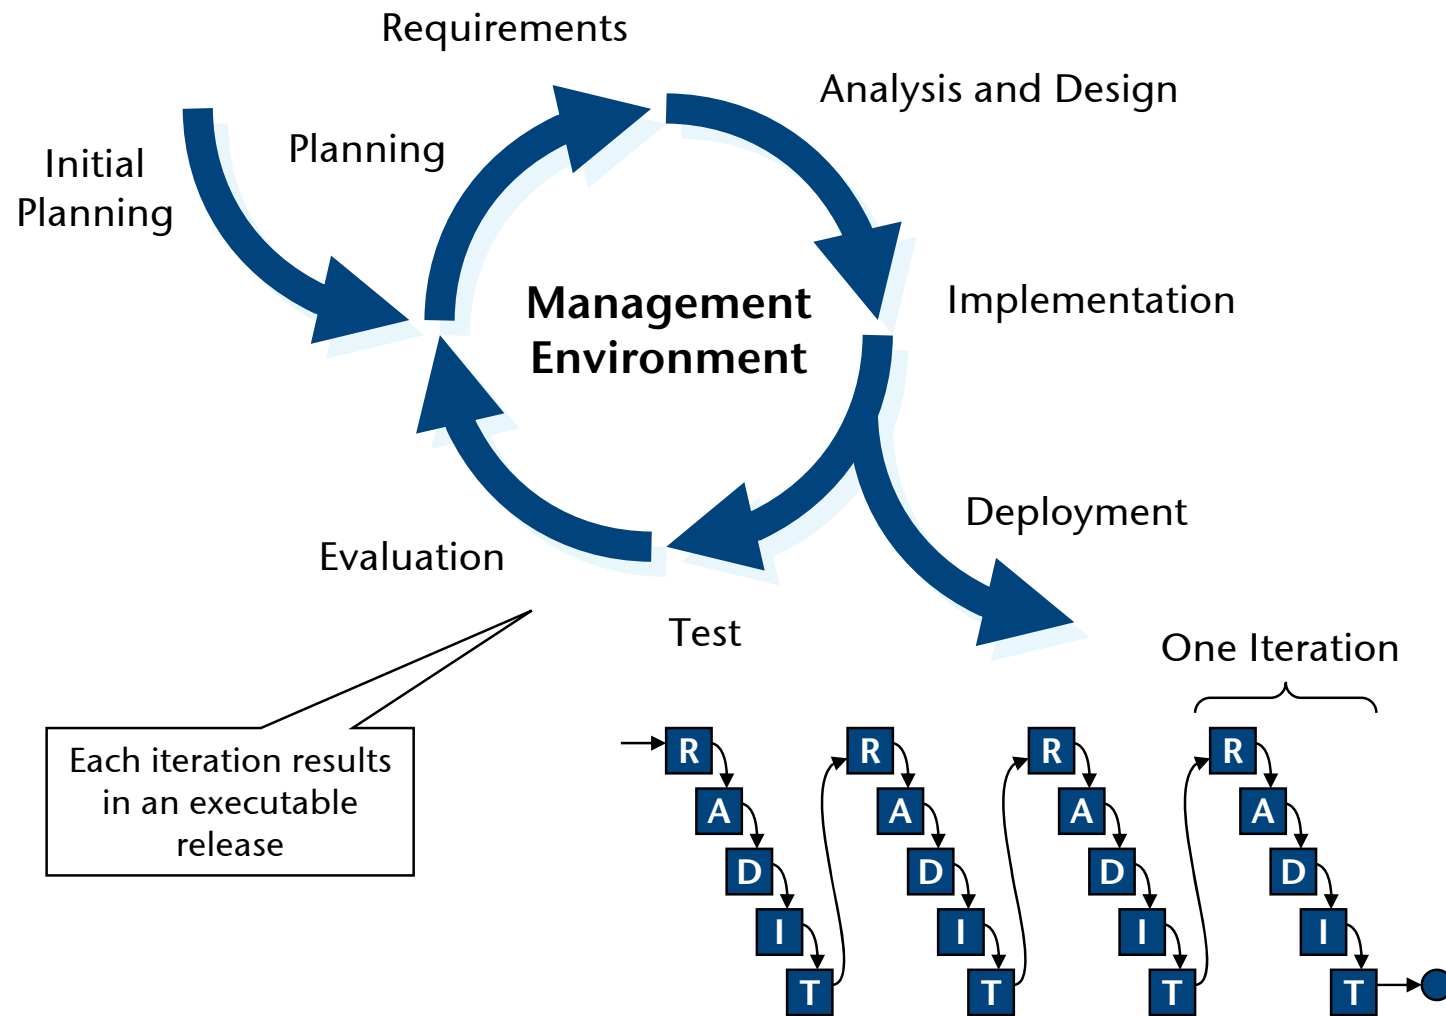 Requirements
Analysis and Design
Planning
Initial
Planning
Management
Environment
Implementation
Deployment
Evaluation
Test
One Iteration
Each iteration results
in an executable
release
R R R R
A A A A
D D D D
I I I I
T T T T